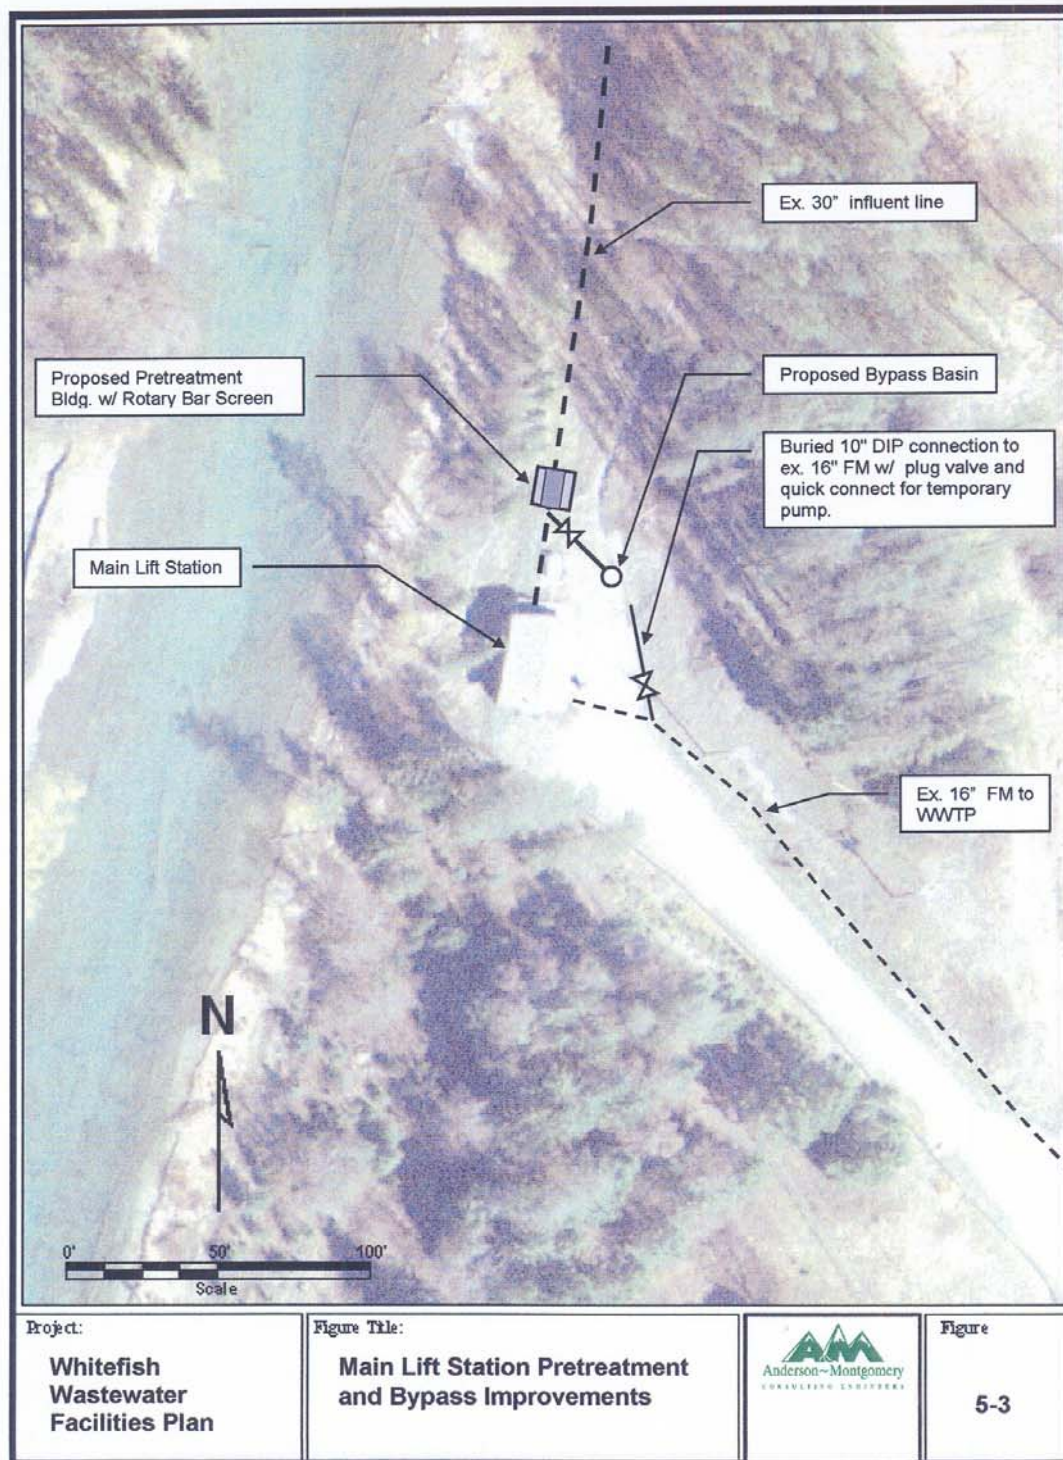 Ex. 30" influent line
Proposed Pretreatment
Bldg. w/ Rotary Bar Screen
Proposed Bypass Basin
Buried 10" DIP connection to
ex. 16" FM w/ plug valve and
quick connect for temporary
pump.
Main Lift Station
Ex. 16" FM to
WWTP
N
0' 50' 100'
Scale
Project:
Whitefish
Wastewater
Facilities Plan
Figure Title:
Main Lift Station Pretreatment
and Bypass Improvements
AM
Anderson~Montgomery
CONSULTING ENGINEERS
Figure
5-3